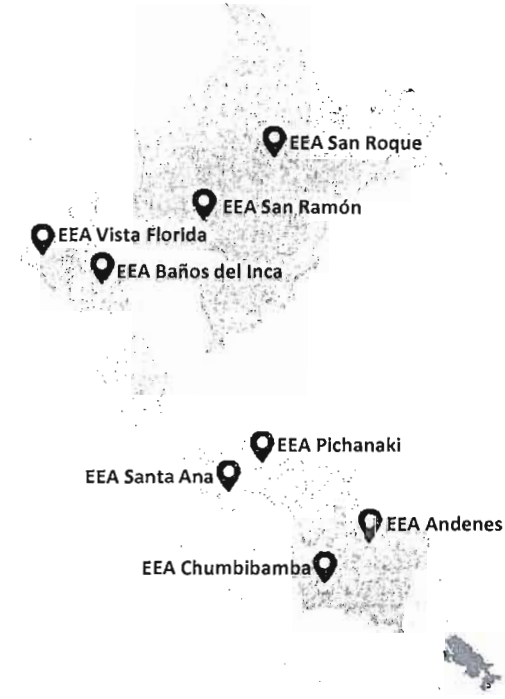 EEA San Roque
EEA San Ramón
EEA Vista Florida
EEA Baños del Inca
EEA Pichanaki
EEA Santa Ana
EEA Andenes
EEA Chumbibamba